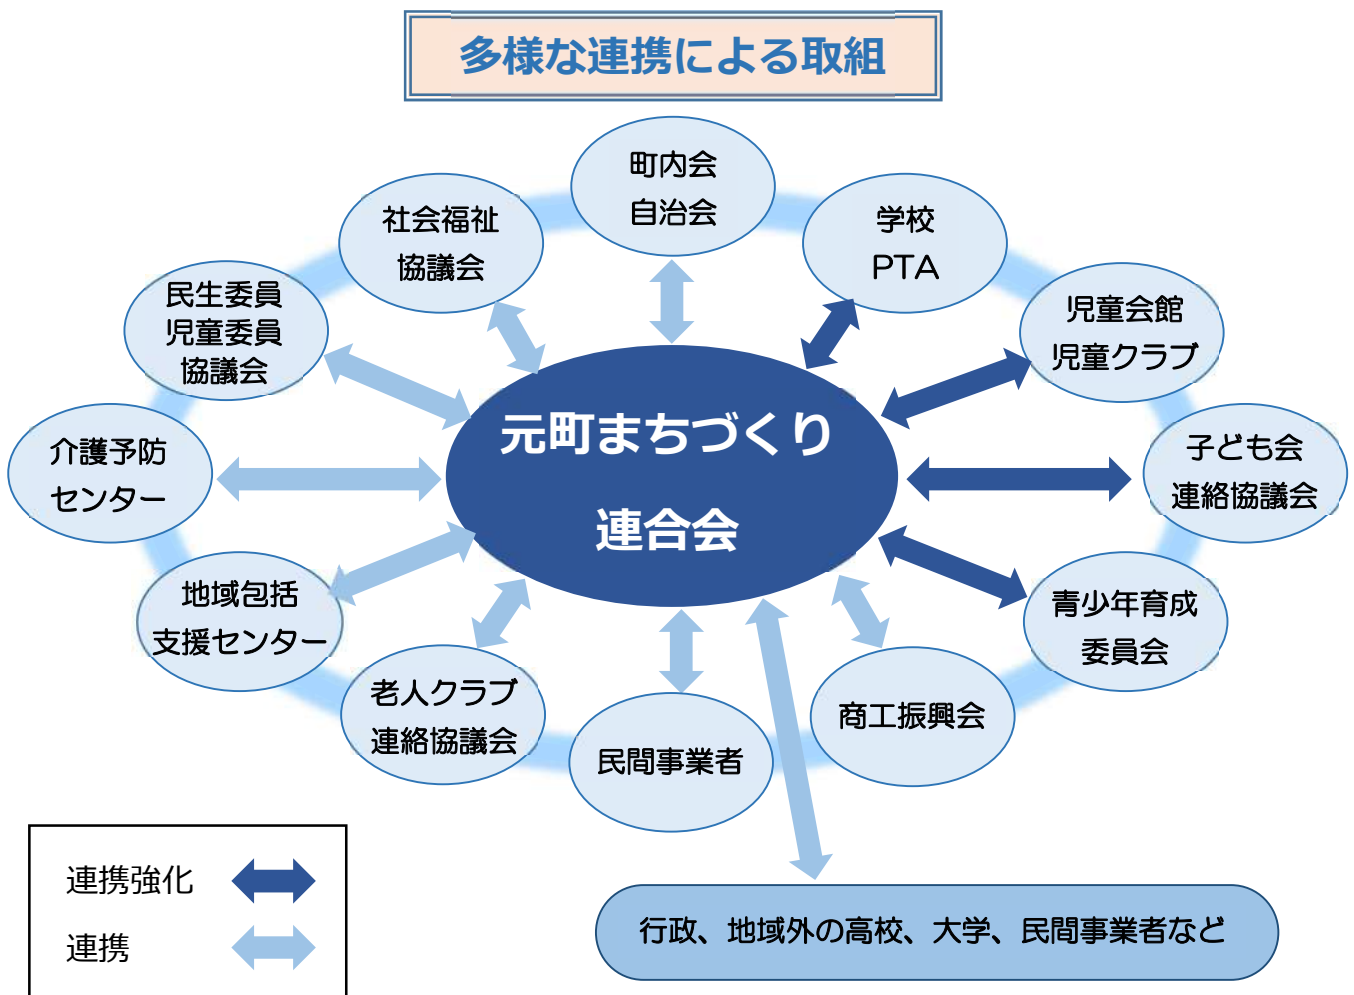 多様な連携による取組
町内会
自治会
社会福祉
協議会
学校
PTA
民生委員
児童委員
協議会
児童会館
児童クラブ
介護予防
センター
元町まちづくり
連合会
子ども会
連絡協議会
地域包括
支援センター
青少年育成
委員会
老人クラブ
連絡協議会
民間事業者
商工振興会
連携強化
連携
行政、地域外の高校、大学、民間事業者など